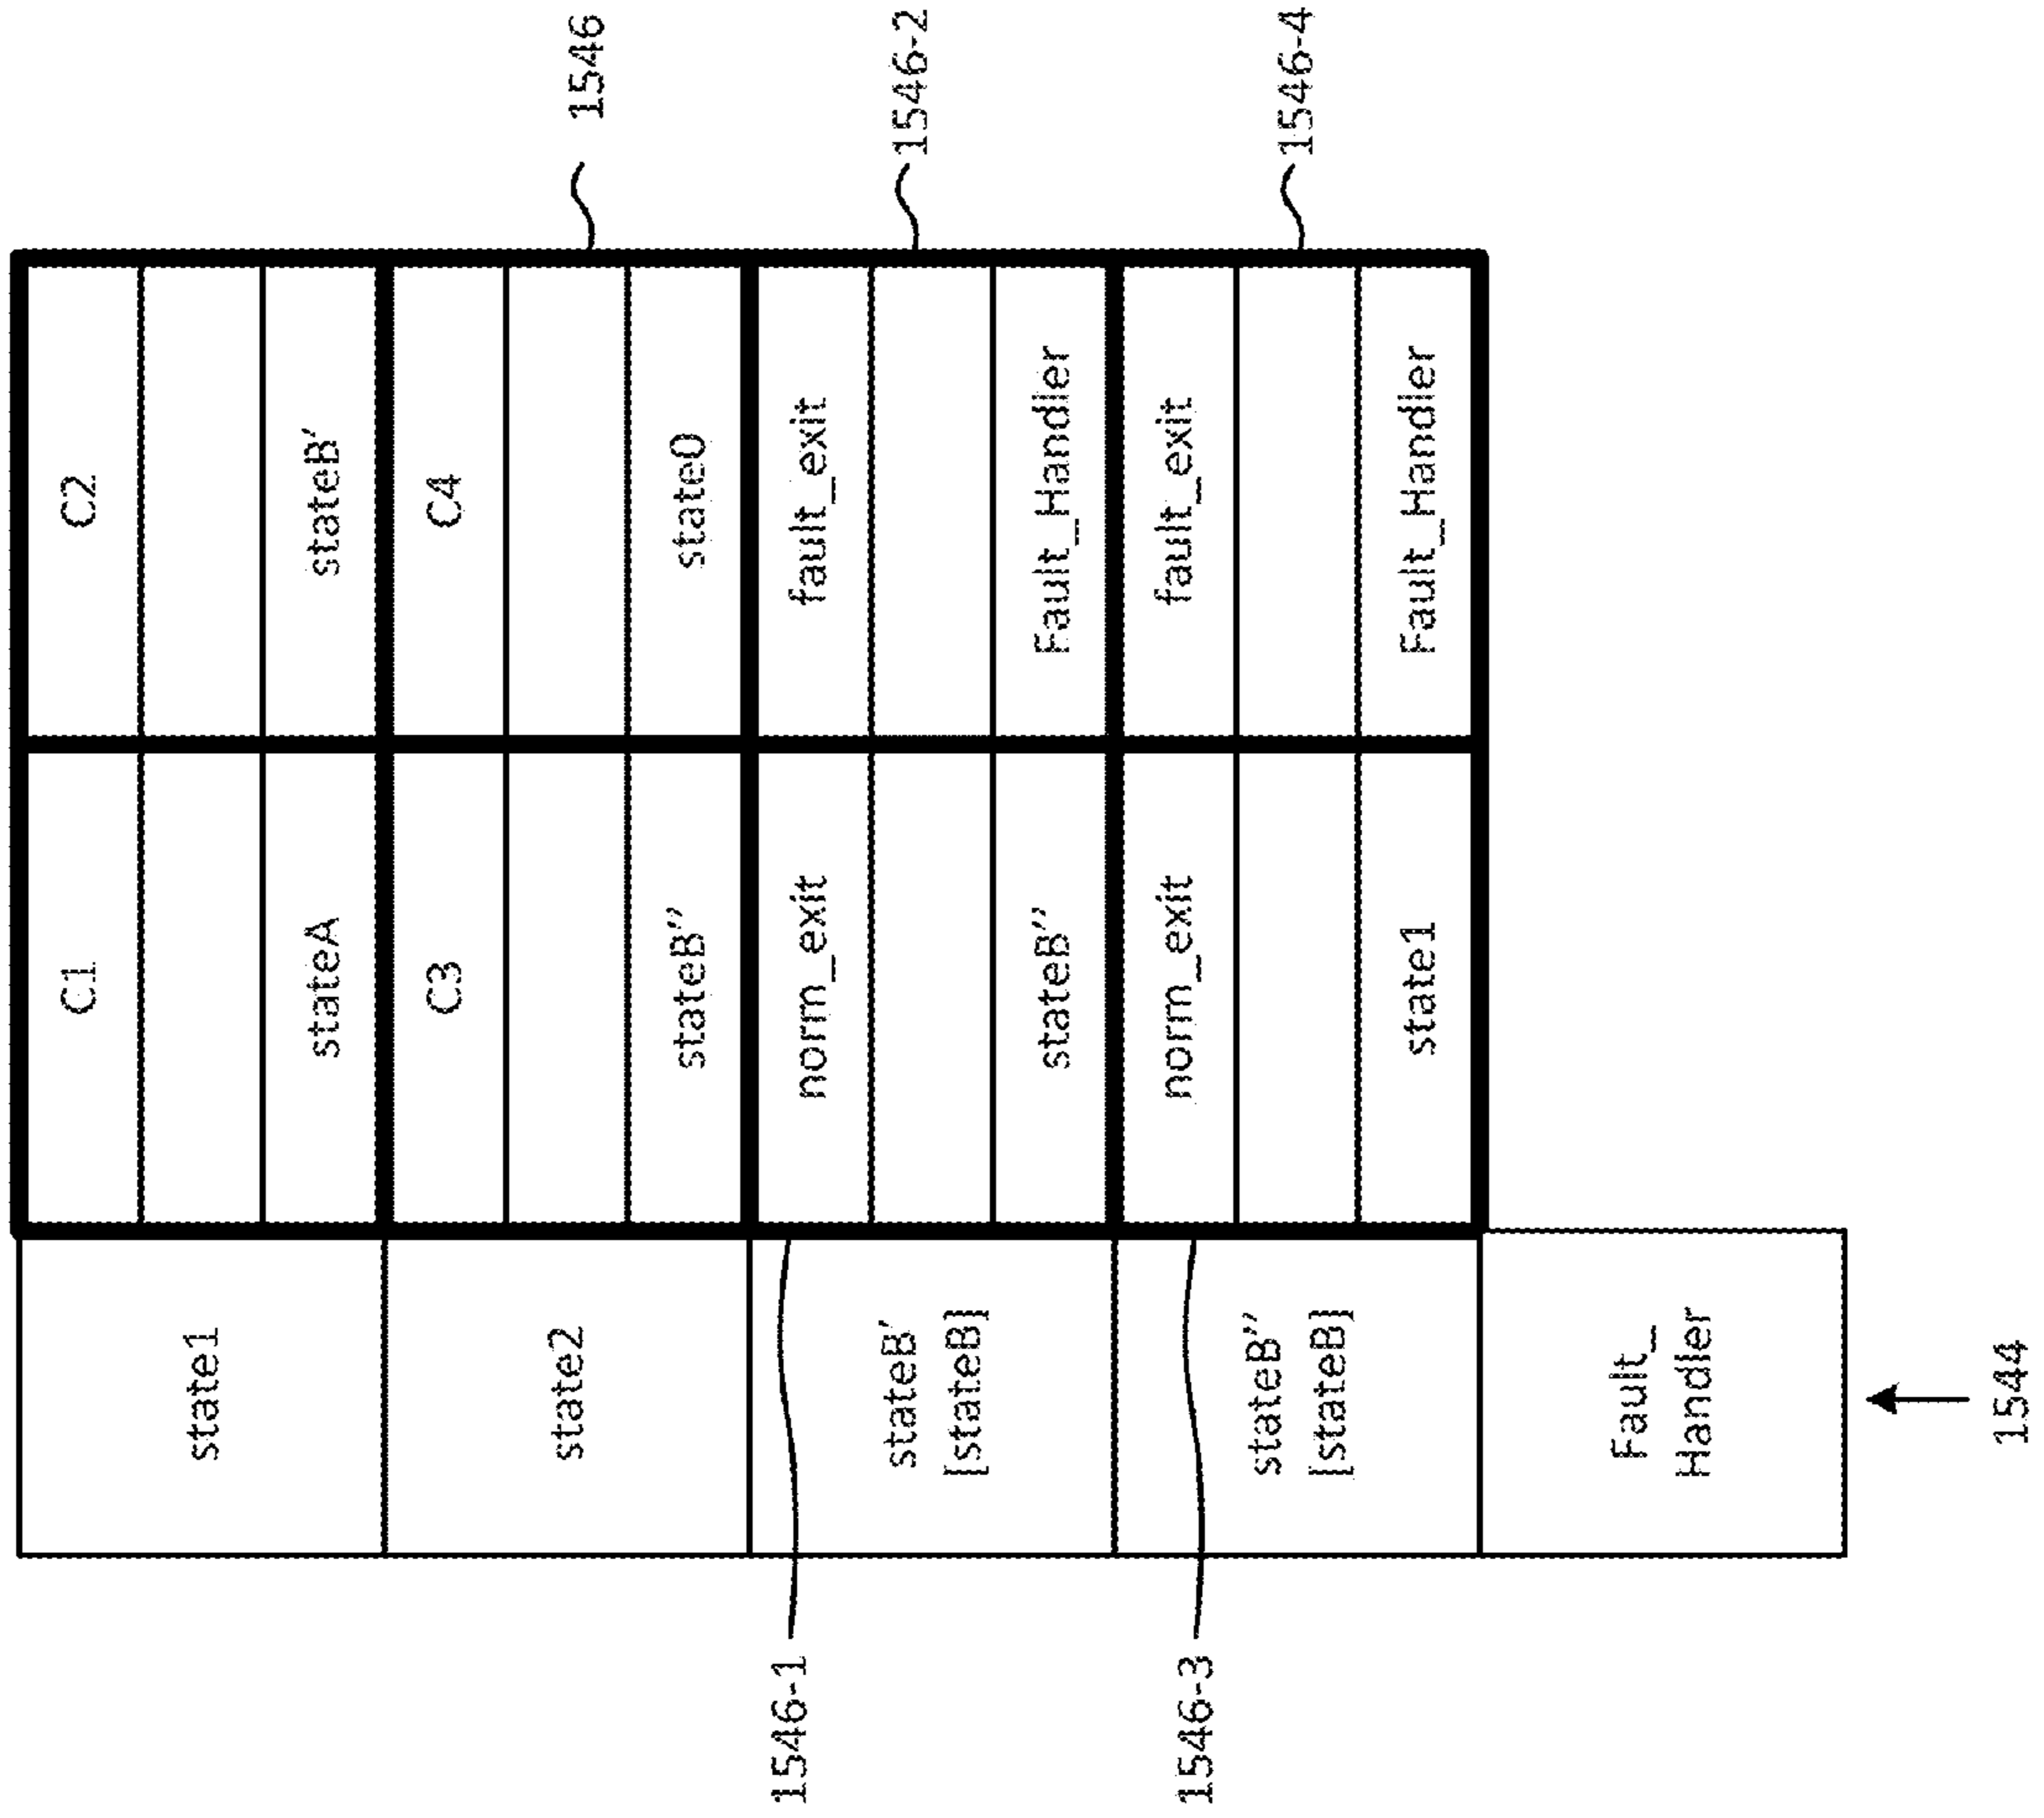 C1
C2
state1
stateA
stateB'
C3
C4
state2
1546
stateB''
state0
1546-1
norm_exit
fault_exit
stateB'
[stateB]
1546-2
stateB''
Fault_Handler
1546-3
norm_exit
fault_exit
stateB''
[stateB]
1546-4
state1
Fault_Handler
Fault_
Handler
1544